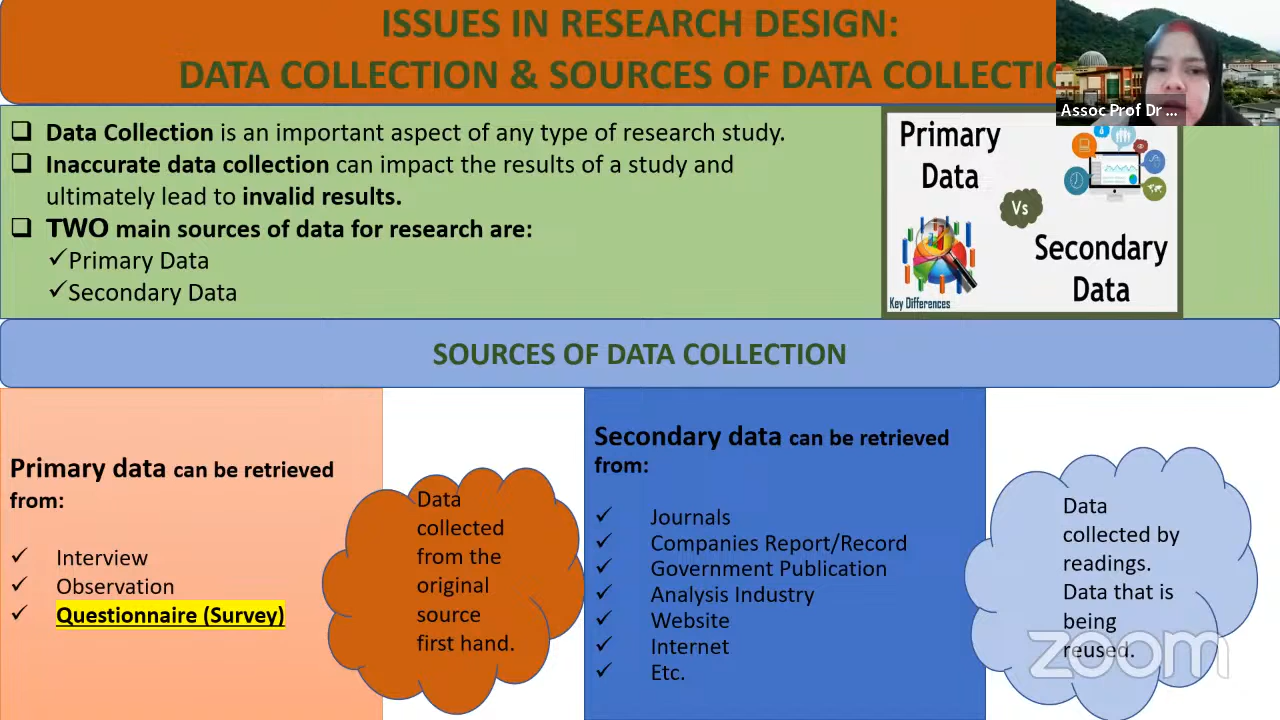 ISSUES IN RESEARCH DESIGN:
DATA COLLECTION & SOURCES OF DATA COLLECTIO
Assoc Prof Dr ...
Data Collection is an important aspect of any type of research study.
Inaccurate data collection can impact the results of a study and
ultimately lead to invalid results.
TWO main sources of data for research are:
Primary Data
Secondary Data
Primary
Data
Vs
Secondary
Data
Key Differences
SOURCES OF DATA COLLECTION
Primary data can be retrieved
from:
Interview
Observation
Questionnaire (Survey)
Data
collected
from the
original
source
first hand.
Secondary data can be retrieved
from:
Journals
Companies Report/Record
Government Publication
Analysis Industry
Website
Internet
Etc.
Data
collected by
readings.
Data that is
being
reused.
zoom